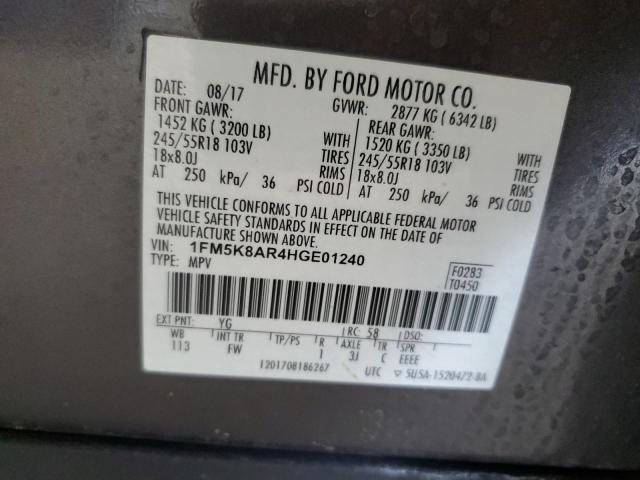 MFD. BY FORD MOTOR CO.
DATE: 08/17 GVWR: 2877 KG ( 6342 LB)
FRONT GAWR: REAR GAWR:
1452 KG ( 3200 LB) WITH 1520 KG ( 3350 LB) WITH
245/55R18 103V TIRES 245/55R18 103V TIRES
18x8.0J RIMS 18x8.0J RIMS
AT 250 kPa/ 36 PSI COLD AT 250 kPa/ 36 PSI COLD
THIS VEHICLE CONFORMS TO ALL APPLICABLE FEDERAL MOTOR
VEHICLE SAFETY STANDARDS IN EFFECT ON THE DATE OF
MANUFACTURE SHOWN ABOVE.
VIN: 1FM5K8AR4HGE01240
TYPE: MPV
F0283
T0450
EXT PNT: YG RC: 58 DSO:
WB INT TR TP/PS R AXLE TR SPR
113 FW 1 3J C EEEE
1201708186267 UTC ▽ 5USA-1520472-BA